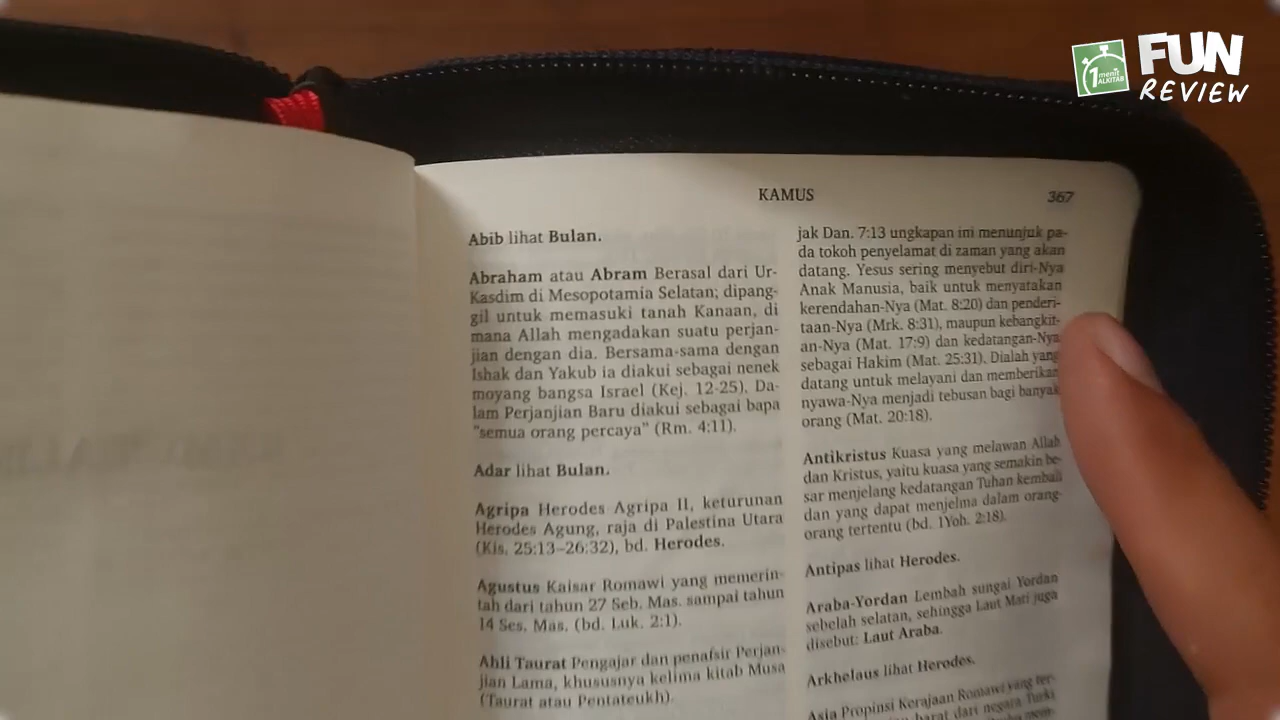 1 menit
ALKITAB
FUN
REVIEW
KAMUS
367
Abib lihat Bulan.
Abraham atau Abram Berasal dari Ur-
Kasdim di Mesopotamia Selatan; dipang-
gil untuk memasuki tanah Kanaan, di
mana Allah mengadakan suatu perjan-
jian dengan dia. Bersama-sama dengan
Ishak dan Yakub ia diakui sebagai nenek
moyang bangsa Israel (Kej. 12-25). Da-
lam Perjanjian Baru diakui sebagai bapa
"semua orang percaya" (Rm. 4:11).
Adar lihat Bulan.
Agripa Herodes Agripa II, keturunan
Herodes Agung, raja di Palestina Utara
(Kis. 25:13–26:32), bd. Herodes.
Agustus Kaisar Romawi yang memerin-
tah dari tahun 27 Seb. Mas. sampai tahun
14 Ses. Mas. (bd. Luk. 2:1).
Ahli Taurat Pengajar dan penafsir Perjan-
jian Lama, khususnya kelima kitab Musa
(Taurat atau Pentateukh).
jak Dan. 7:13 ungkapan ini menunjuk pa-
da tokoh penyelamat di zaman yang akan
datang. Yesus sering menyebut diri-Nya
Anak Manusia, baik untuk menyatakan
kerendahan-Nya (Mat. 8:20) dan penderi-
taan-Nya (Mrk. 8:31), maupun kebangkit-
an-Nya (Mat. 17:9) dan kedatangan-Nya
sebagai Hakim (Mat. 25:31). Dialah yang
datang untuk melayani dan memberikan
nyawa-Nya menjadi tebusan bagi banyak
orang (Mat. 20:18).
Antikristus Kuasa yang melawan Allah
dan Kristus, yaitu kuasa yang semakin be-
sar menjelang kedatangan Tuhan kembali
dan yang dapat menjelma dalam orang-
orang tertentu (bd. 1Yoh. 2:18).
Antipas lihat Herodes.
Araba-Yordan Lembah sungai Yordan
sebelah selatan, sehingga Laut Mati juga
disebut: Laut Araba.
Arkhelaus lihat Herodes.
Asia Propinsi Kerajaan Romawi yang ter-
barat dari negara Turki